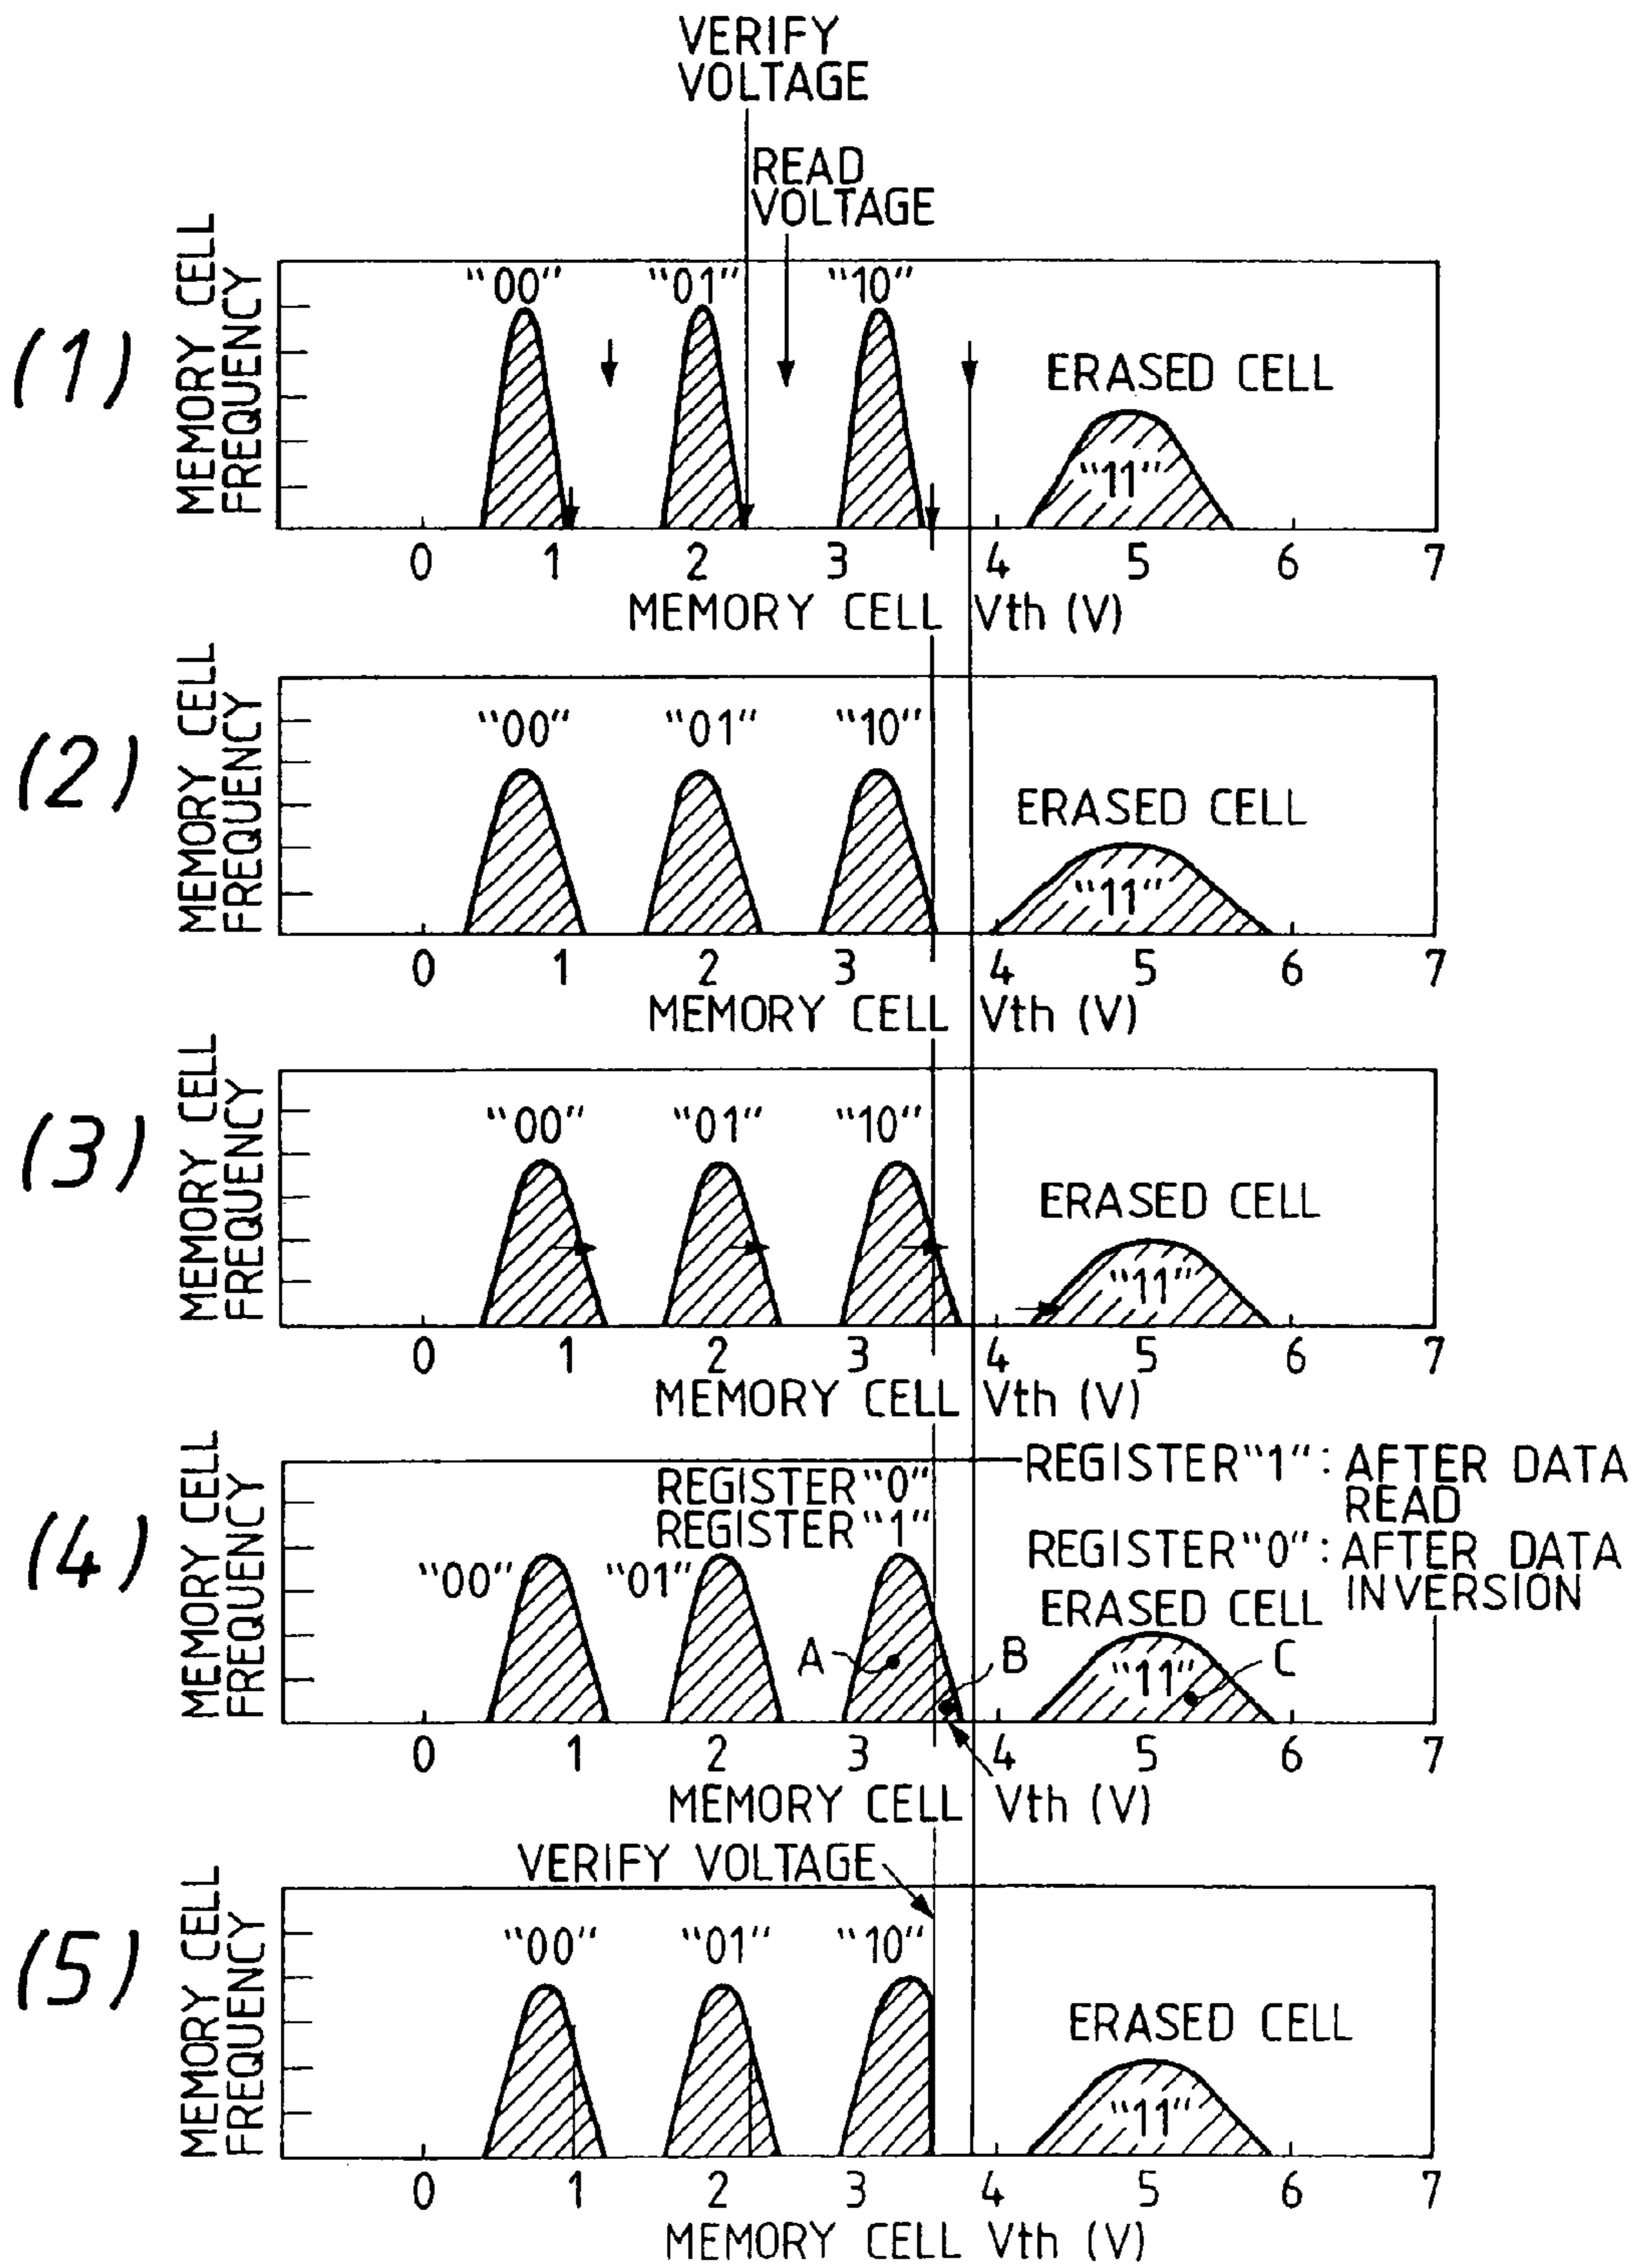 VERIFY
VOLTAGE
READ
VOLTAGE
(1)
MEMORY CELL
FREQUENCY
"00" "01" "10"
ERASED CELL
"11"
0 1 2 3 4 5 6 7
MEMORY CELL Vth (V)
(2)
MEMORY CELL
FREQUENCY
"00" "01" "10"
ERASED CELL
"11"
0 1 2 3 4 5 6 7
MEMORY CELL Vth (V)
(3)
MEMORY CELL
FREQUENCY
"00" "01" "10"
ERASED CELL
"11"
0 1 2 3 4 5 6 7
MEMORY CELL Vth (V)
(4)
MEMORY CELL
FREQUENCY
REGISTER "0"
REGISTER "1"
REGISTER "1" : AFTER DATA
READ
REGISTER "0" : AFTER DATA
INVERSION
"00" "01"
ERASED CELL
A B "11" C
0 1 2 3 4 5 6 7
MEMORY CELL Vth (V)
VERIFY VOLTAGE
(5)
MEMORY CELL
FREQUENCY
"00" "01" "10"
ERASED CELL
"11"
0 1 2 3 4 5 6 7
MEMORY CELL Vth (V)